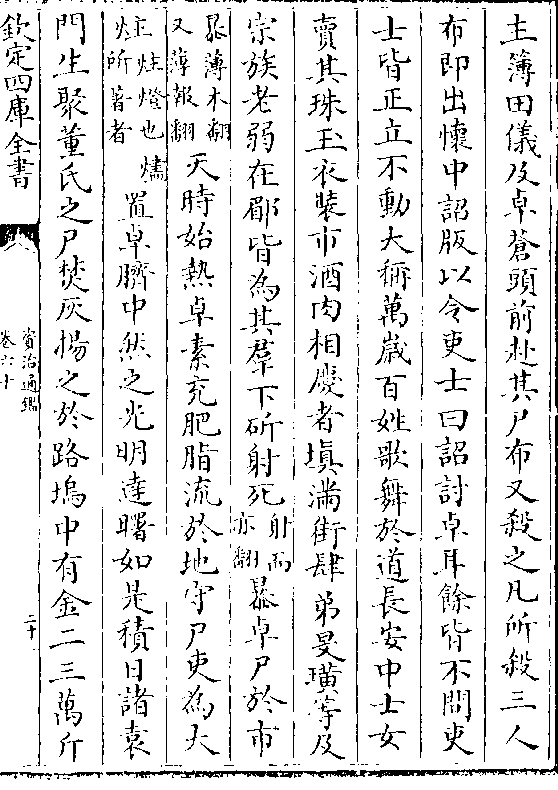 主簿田儀及卓蒼頭前赴其尸布又殺之凡所殺三人
布即出懷中詔版以令吏士曰詔討卓耳餘皆不問吏
士皆正立不動大稱萬歲百姓歌舞於道長安中士女
賣其珠玉衣裝市酒肉相慶者填滿街肆弟旻璜等及
宗族老弱在郿皆為其羣下斫射死射而亦翻暴卓尸於市
暴薄木翻又薄報翻天時始熱卓素充肥脂流於地守尸吏為大
炷炷燈也燼所著者置卓臍中然之光明達曙如是積日諸袁
門生聚董氏之尸焚灰揚之於路塢中有金二三萬斤
欽定四庫全書
資治通鑑
卷六十
二十